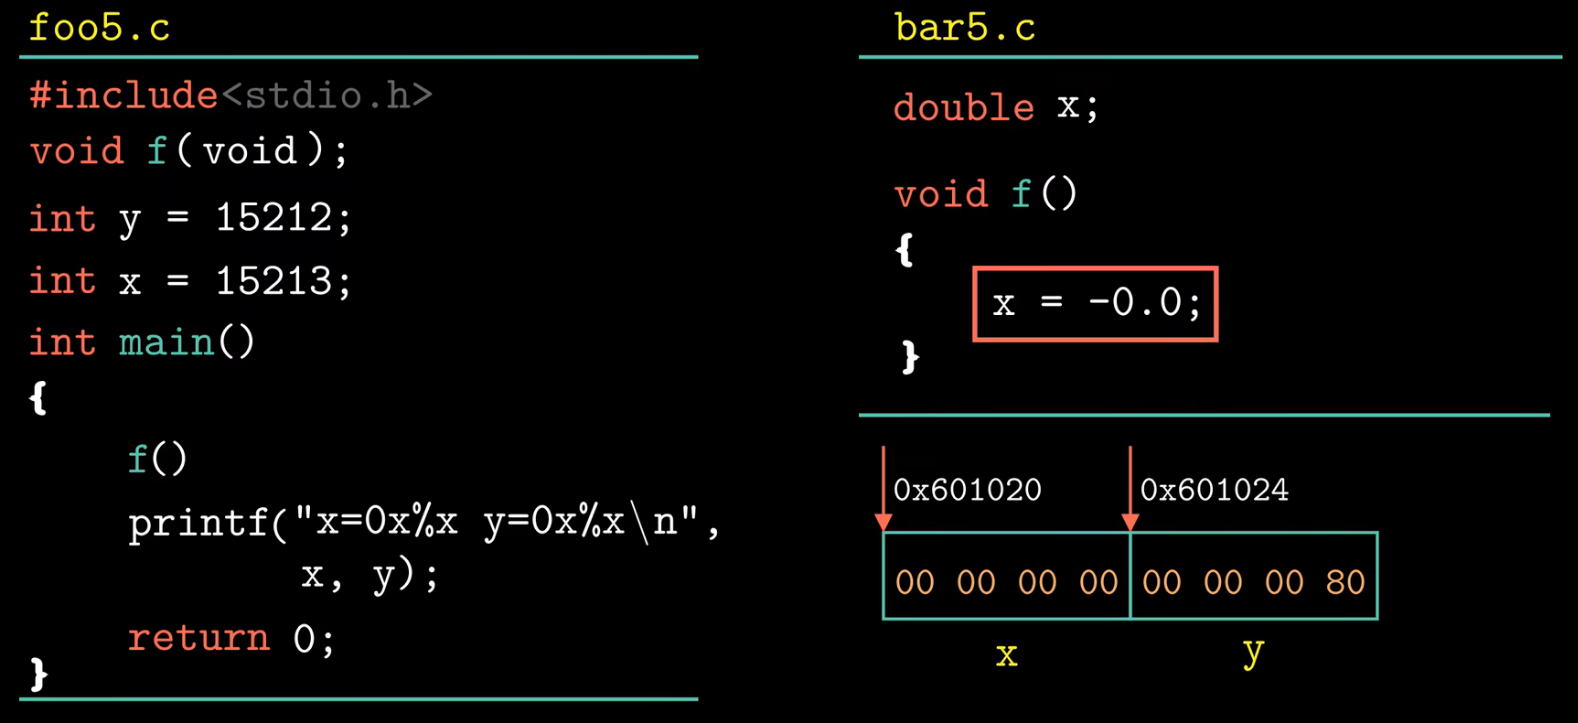 foo5.c
#include<stdio.h>
void f(void);
int y = 15212;
int x = 15213;
int main()
{
f()
printf("x=0x%x y=0x%x\n",
x, y);
return 0;
}
bar5.c
double x;
void f()
{
x = -0.0;
}
0x601020 0x601024
00 00 00 00 00 00 00 80
x y